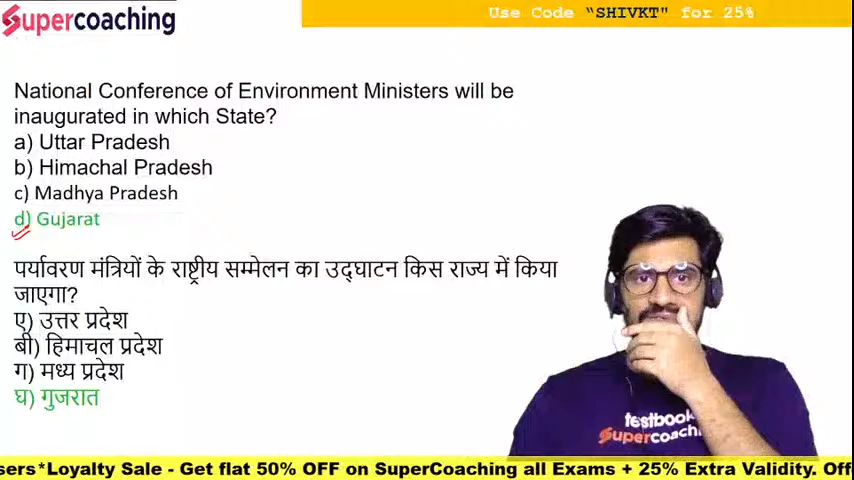 Supercoaching
Use Code “SHIVKT" for 25%
National Conference of Environment Ministers will be
inaugurated in which State?
a) Uttar Pradesh
b) Himachal Pradesh
c) Madhya Pradesh
d) Gujarat
पर्यावरण मंत्रियों के राष्ट्रीय सम्मेलन का उद्घाटन किस राज्य में किया
जाएगा?
ए) उत्तर प्रदेश
बी) हिमाचल प्रदेश
ग) मध्य प्रदेश
घ) गुजरात
testbook
Supercoachi
sers*Loyalty Sale - Get flat 50% OFF on SuperCoaching all Exams + 25% Extra Validity. Off